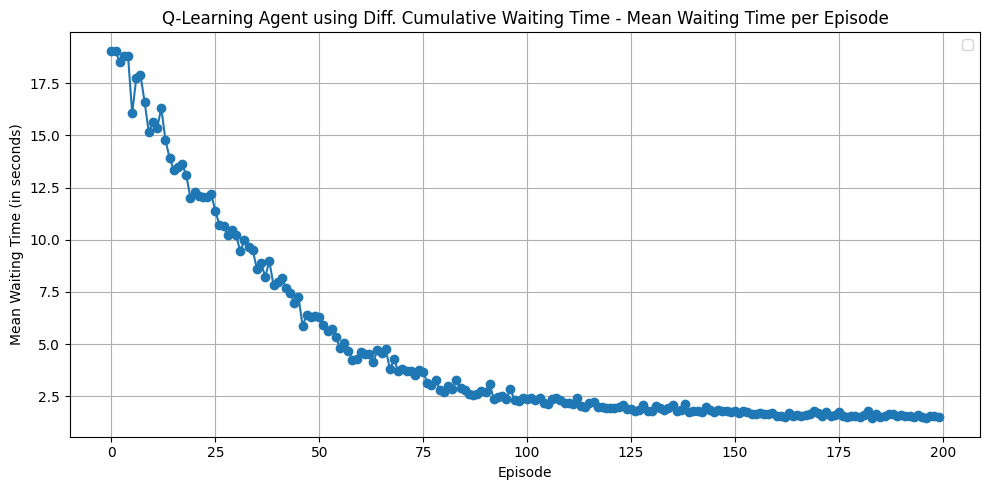 Q-Learning Agent using Diff. Cumulative Waiting Time - Mean Waiting Time per Episode
Mean Waiting Time (in seconds)
17.5
15.0
12.5
10.0
7.5
5.0
2.5
0 25 50 75 100 125 150 175 200
Episode